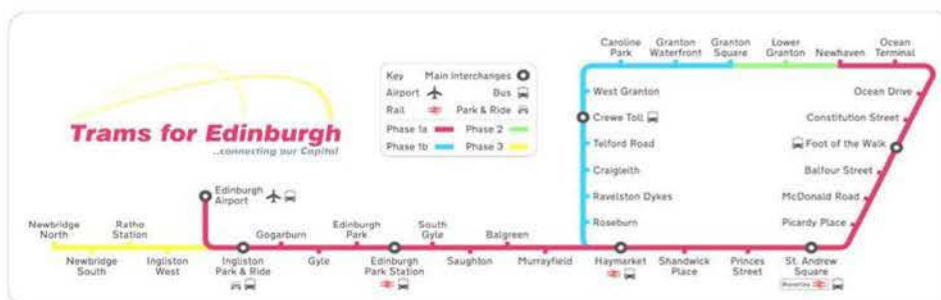 Trams for Edinburgh
...connecting our Capital
Key Main Interchanges
Airport Bus
Rail Park & Ride
Phase 1a Phase 2
Phase 1b Phase 3
Caroline
Park
Granton
Waterfront
Granton
Square
Lower
Granton
Newhaven
Ocean
Terminal
West Granton
Crewe Toll
Telford Road
Craigleith
Ravelston Dykes
Roseburn
Ocean Drive
Constitution Street
Foot of the Walk
Balfour Street
McDonald Road
Picardy Place
Edinburgh
Airport
Newbridge
North
Ratho
Station
Gogarburn
Edinburgh
Park
South
Gyle
Balgreen
Newbridge
South
Ingliston
West
Ingliston
Park & Ride
Gyle
Edinburgh
Park Station
Saughton
Murrayfield
Haymarket
Shandwick
Place
Princes
Street
St. Andrew
Square
Waverley